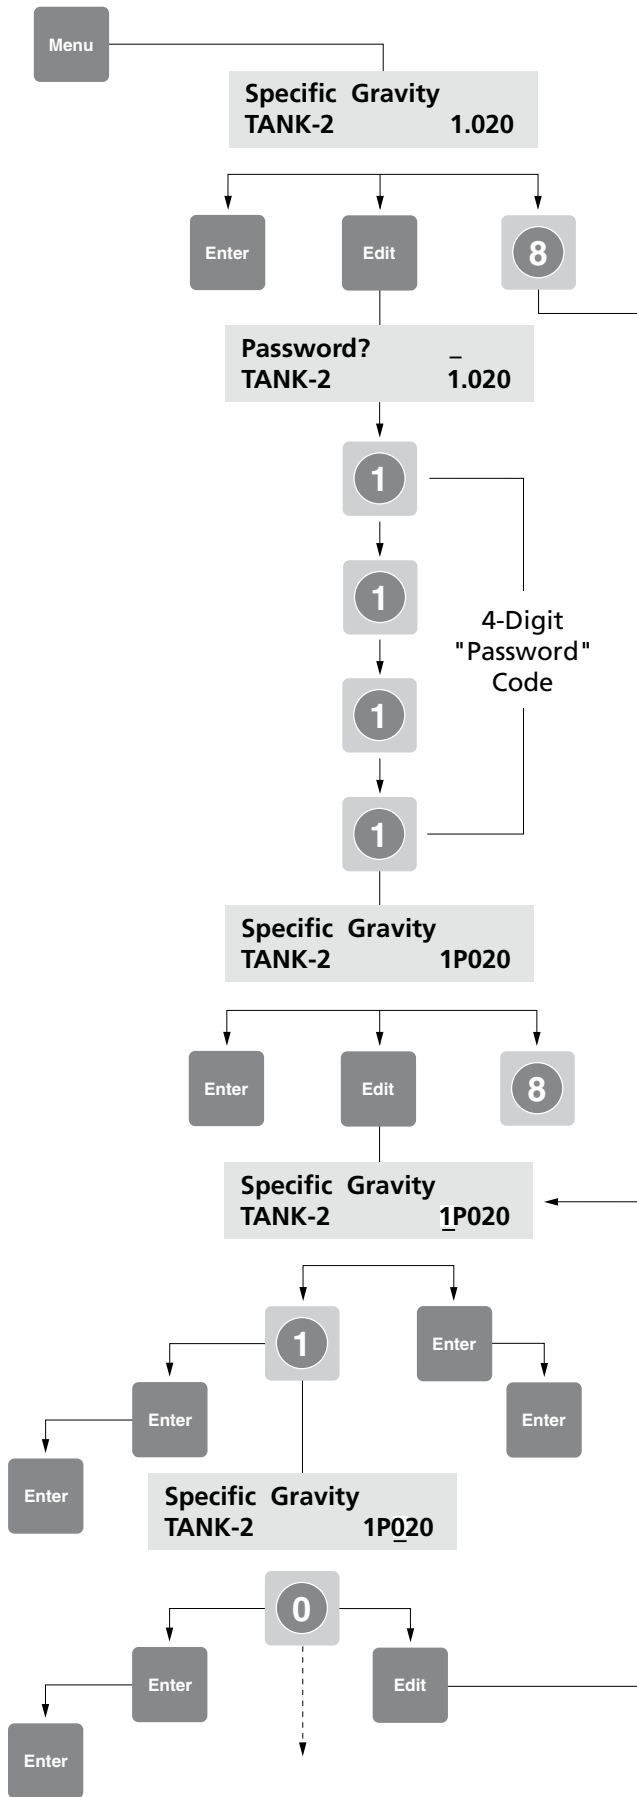 Menu
Specific Gravity
TANK-2 1.020
Enter Edit 8
Password? _
TANK-2 1.020
1
1
4-Digit
"Password"
Code
1
1
Specific Gravity
TANK-2 1P020
Enter Edit 8
Specific Gravity
TANK-2 1P020
1 Enter
Enter Enter
Enter
Specific Gravity
TANK-2 1P020
0
Enter Edit
Enter